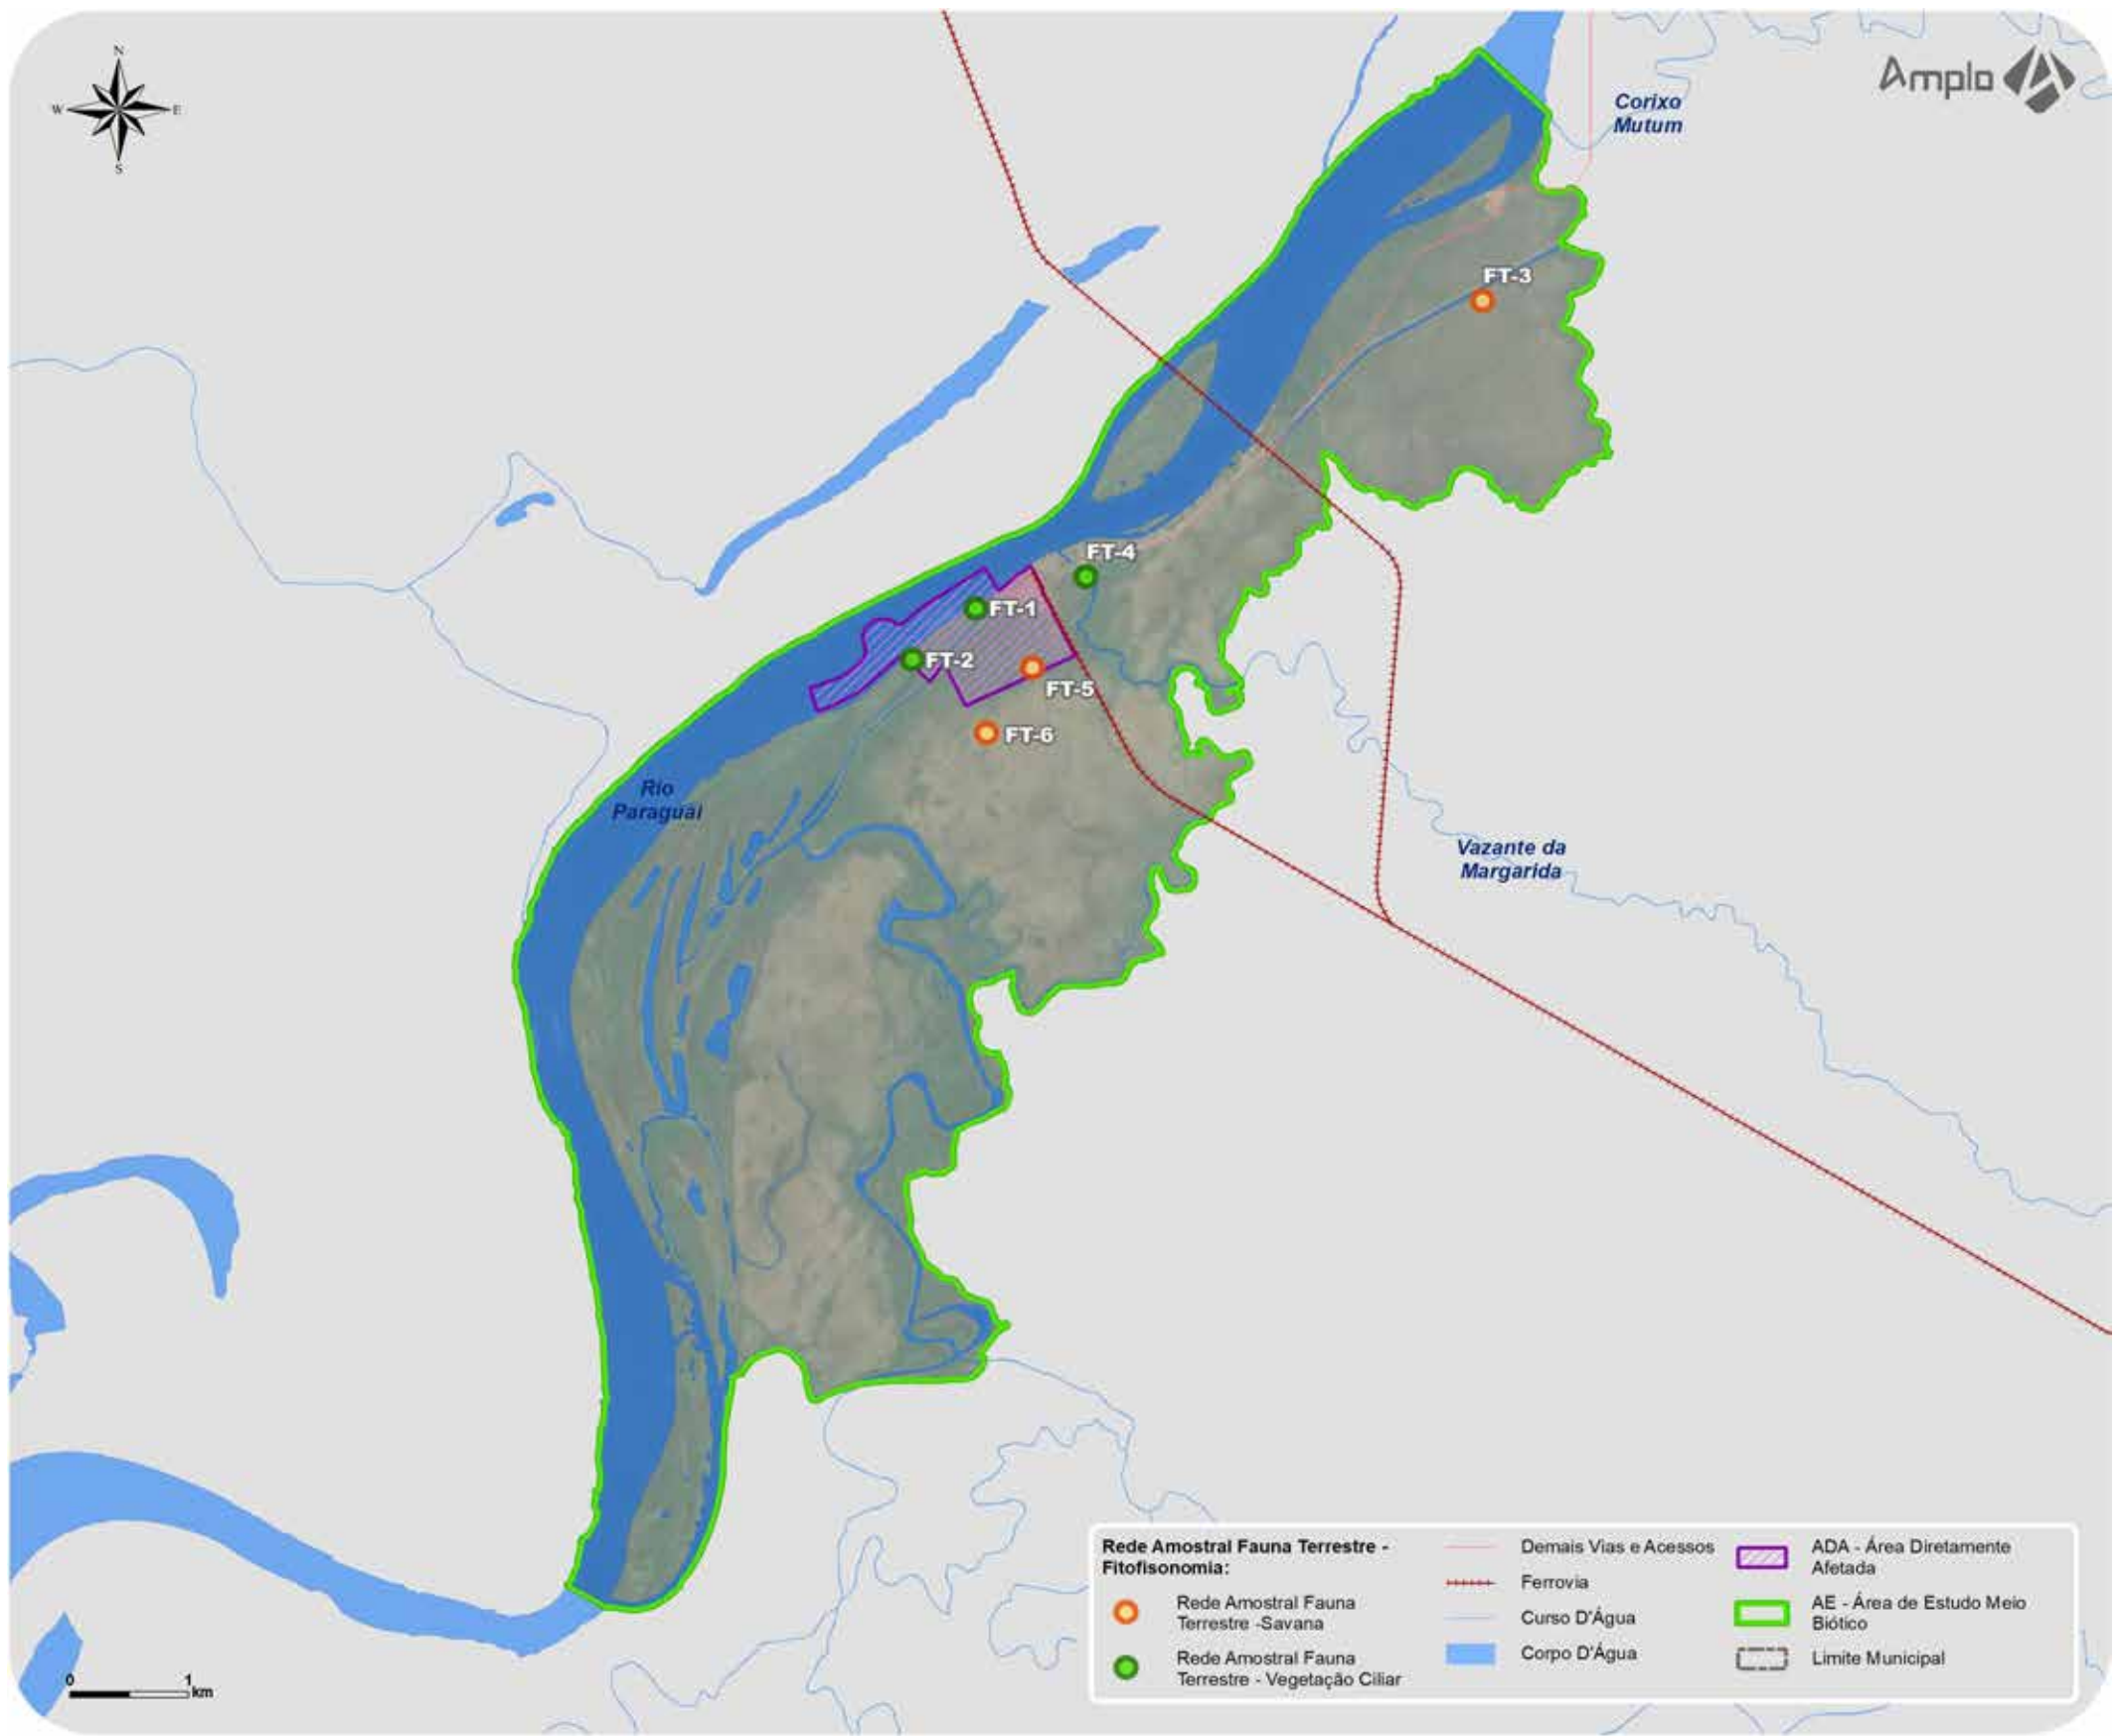 N
W
E
S
Amplo
Corixo
Mutum
FT-3
FT-4
FT-1
FT-2
FT-5
FT-6
Rio
Paraguai
Vazante da
Margarida
Rede Amostral Fauna Terrestre -
Fitofisonomia:
Rede Amostral Fauna
Terrestre -Savana
Rede Amostral Fauna
Terrestre - Vegetação Ciliar
Demais Vias e Acessos
Ferrovia
Curso D'Água
Corpo D'Água
ADA - Área Diretamente
Afetada
AE - Área de Estudo Meio
Biótico
Limite Municipal
0 1
km